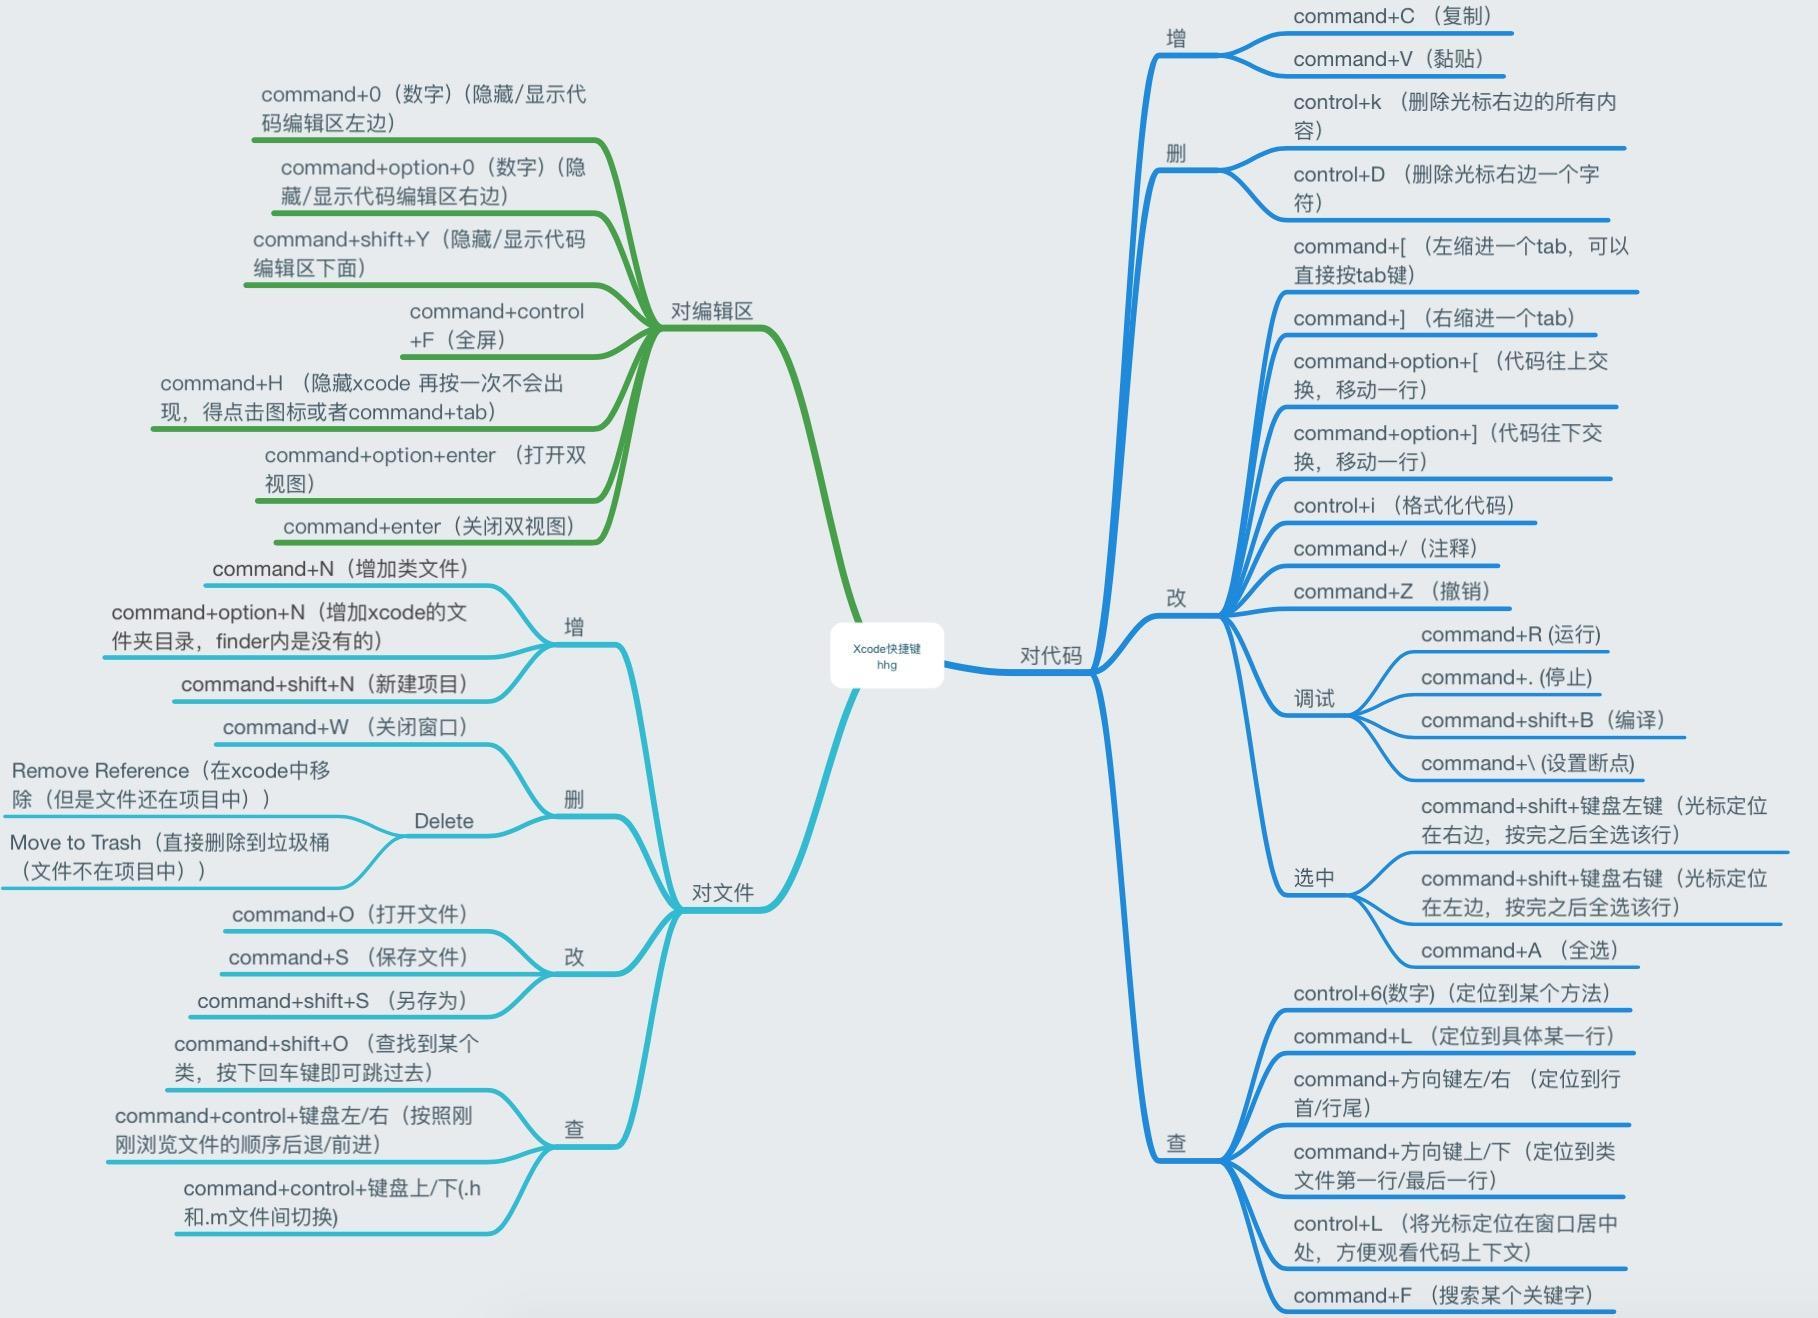 Xcode快捷键
hhg
对编辑区
command+0（数字）（隐藏/显示代
码编辑区左边）
command+option+0（数字）（隐
藏/显示代码编辑区右边）
command+shift+Y（隐藏/显示代码
编辑区下面）
command+control
+F（全屏）
command+H （隐藏xcode 再按一次不会出
现，得点击图标或者command+tab）
command+option+enter （打开双
视图）
command+enter（关闭双视图）
对文件
增
command+N（增加类文件）
command+option+N（增加xcode的文
件夹目录，finder内是没有的）
command+shift+N（新建项目）
删
command+W （关闭窗口）
Delete
Remove Reference（在xcode中移
除（但是文件还在项目中））
Move to Trash（直接删除到垃圾桶
（文件不在项目中））
改
command+O（打开文件）
command+S （保存文件）
command+shift+S （另存为）
查
command+shift+O （查找到某个
类，按下回车键即可跳过去）
command+control+键盘左/右（按照刚
刚浏览文件的顺序后退/前进）
command+control+键盘上/下(.h
和.m文件间切换)
对代码
增
command+C （复制）
command+V（黏贴）
删
control+k （删除光标右边的所有内
容）
control+D （删除光标右边一个字
符）
改
command+[ （左缩进一个tab，可以
直接按tab键）
command+] （右缩进一个tab）
command+option+[ （代码往上交
换，移动一行）
command+option+]（代码往下交
换，移动一行）
control+i （格式化代码）
command+/（注释）
command+Z （撤销）
调试
command+R (运行)
command+. (停止)
command+shift+B（编译）
command+\ (设置断点)
选中
command+shift+键盘左键（光标定位
在右边，按完之后全选该行）
command+shift+键盘右键（光标定位
在左边，按完之后全选该行）
command+A （全选）
查
control+6(数字)（定位到某个方法）
command+L （定位到具体某一行）
command+方向键左/右 （定位到行
首/行尾）
command+方向键上/下（定位到类
文件第一行/最后一行）
control+L （将光标定位在窗口居中
处，方便观看代码上下文）
command+F （搜索某个关键字）